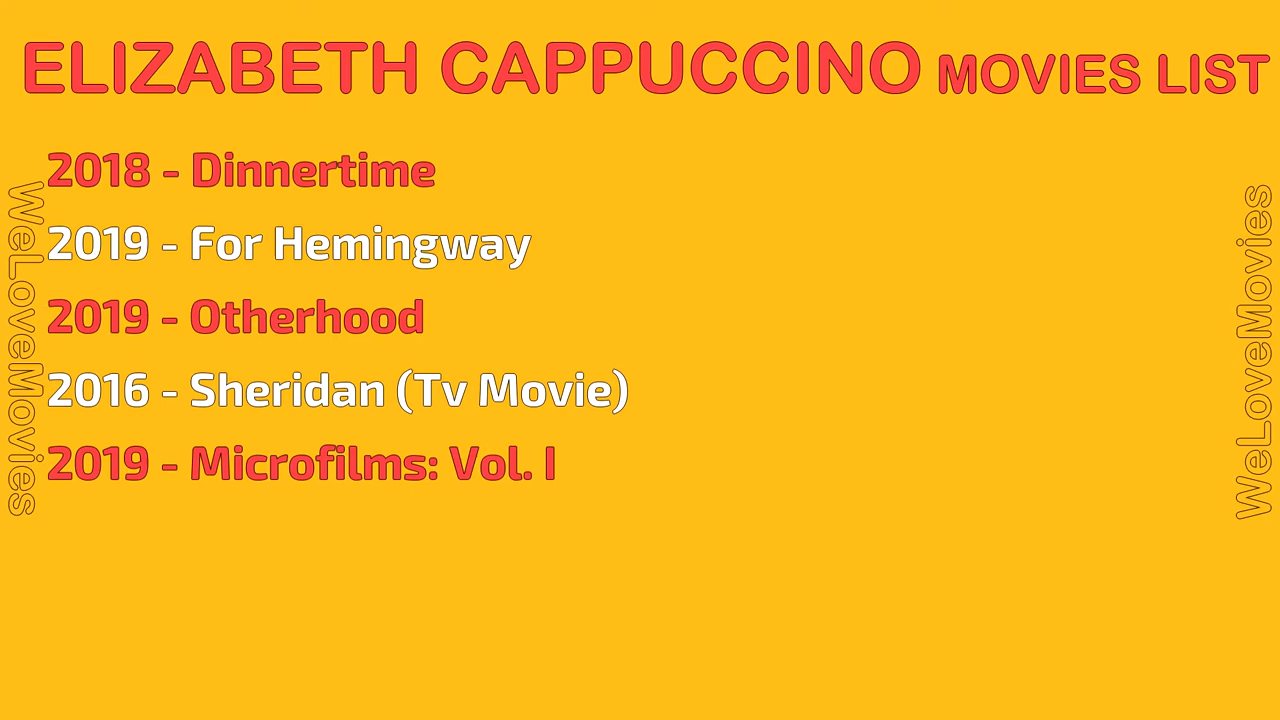 ELIZABETH CAPPUCCINO MOVIES LIST
2018 - Dinnertime
2019 - For Hemingway
2019 - Otherhood
2016 - Sheridan (Tv Movie)
2019 - Microfilms: Vol. I
WeLoveMovies
WeLoveMovies